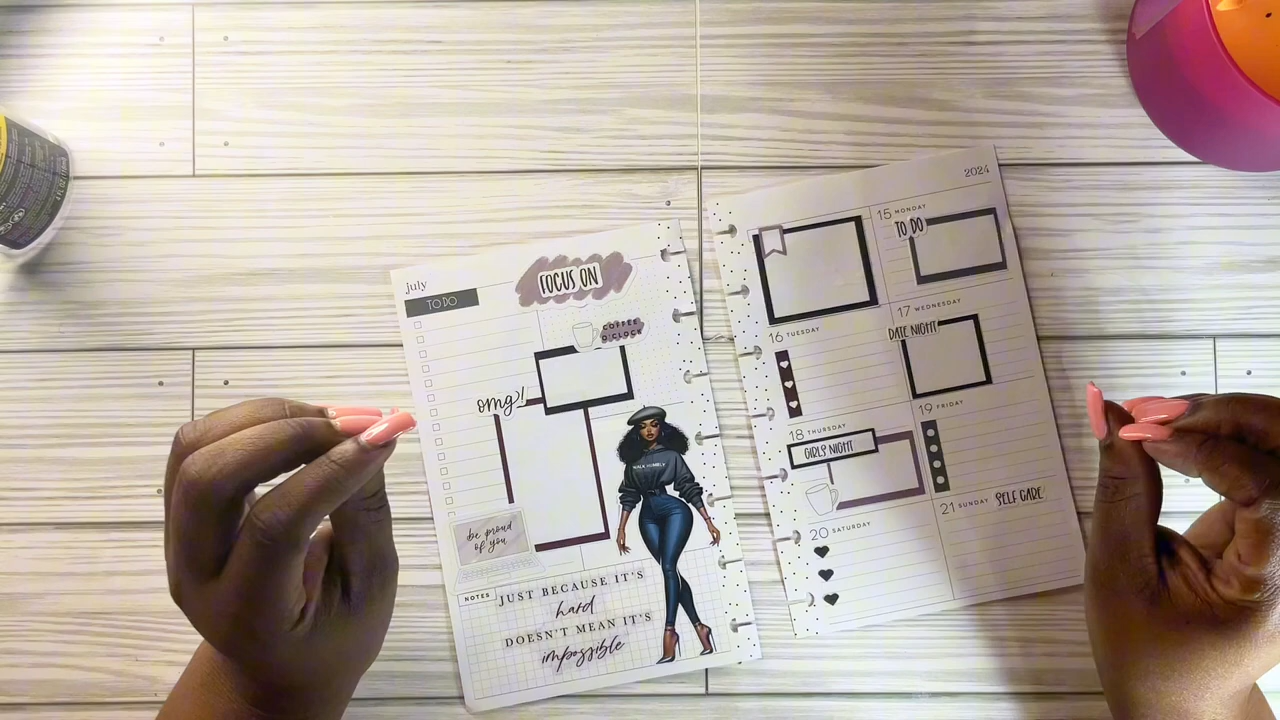 july
TO DO
FOCUS ON
COFFEE
O'CLOCK
omg!
WALK HUMBLY
be proud
of you
NOTES
JUST BECAUSE IT'S
hard
DOESN'T MEAN IT'S
impossible
2024
15 MONDAY
TO DO
16 TUESDAY
17 WEDNESDAY
DATE NIGHT
18 THURSDAY
GIRLS NIGHT
19 FRIDAY
20 SATURDAY
21 SUNDAY SELF CARE